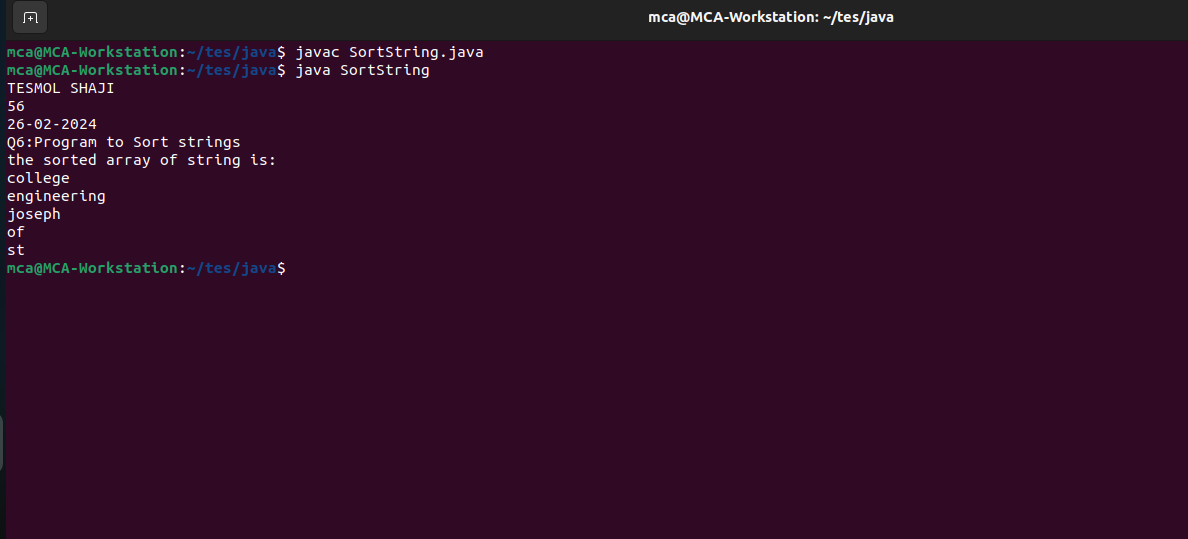 mca@MCA-Workstation: ~/tes/java
mca@MCA-Workstation:~/tes/java$ javac SortString.java
mca@MCA-Workstation:~/tes/java$ java SortString
TESMOL SHAJI
56
26-02-2024
Q6:Program to Sort strings
the sorted array of string is:
college
engineering
joseph
of
st
mca@MCA-Workstation:~/tes/java$